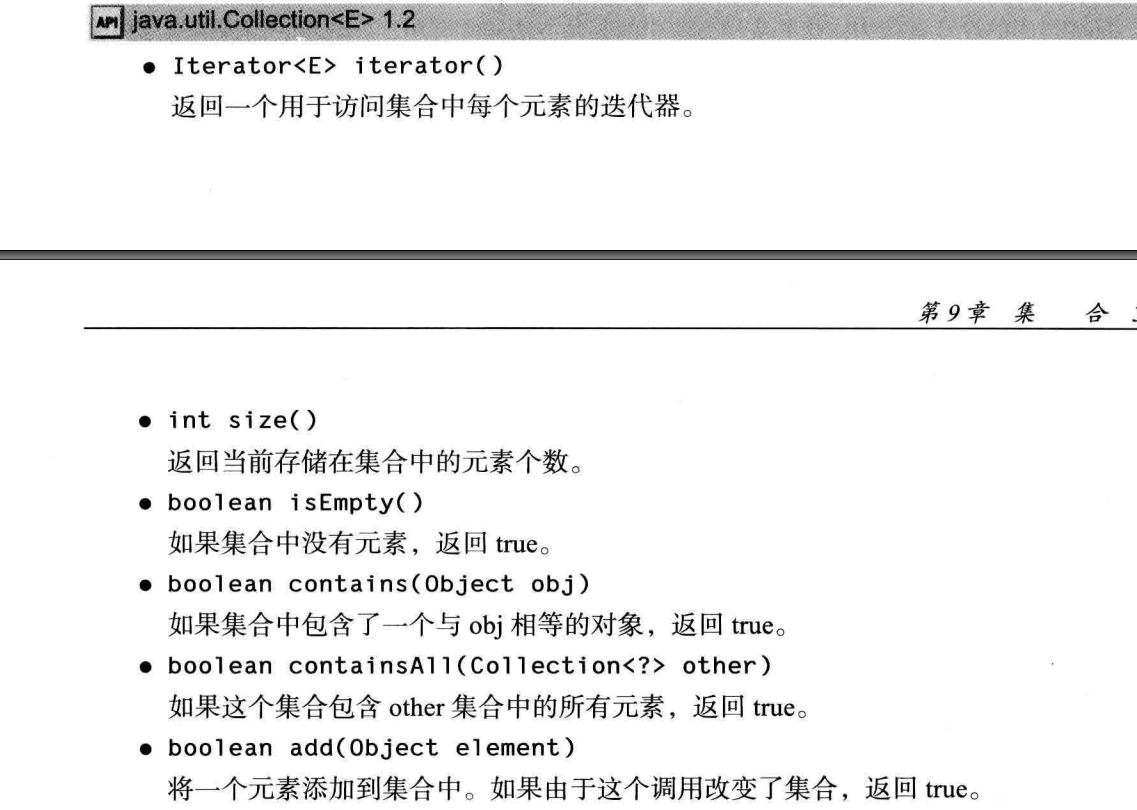 API java.util.Collection<E> 1.2
● Iterator<E> iterator()
返回一个用于访问集合中每个元素的迭代器。
第9章 集 合
● int size()
返回当前存储在集合中的元素个数。
● boolean isEmpty()
如果集合中没有元素，返回 true。
● boolean contains(Object obj)
如果集合中包含了一个与 obj 相等的对象，返回 true。
● boolean containsAll(Collection<?> other)
如果这个集合包含 other 集合中的所有元素，返回 true。
● boolean add(Object element)
将一个元素添加到集合中。如果由于这个调用改变了集合，返回 true。